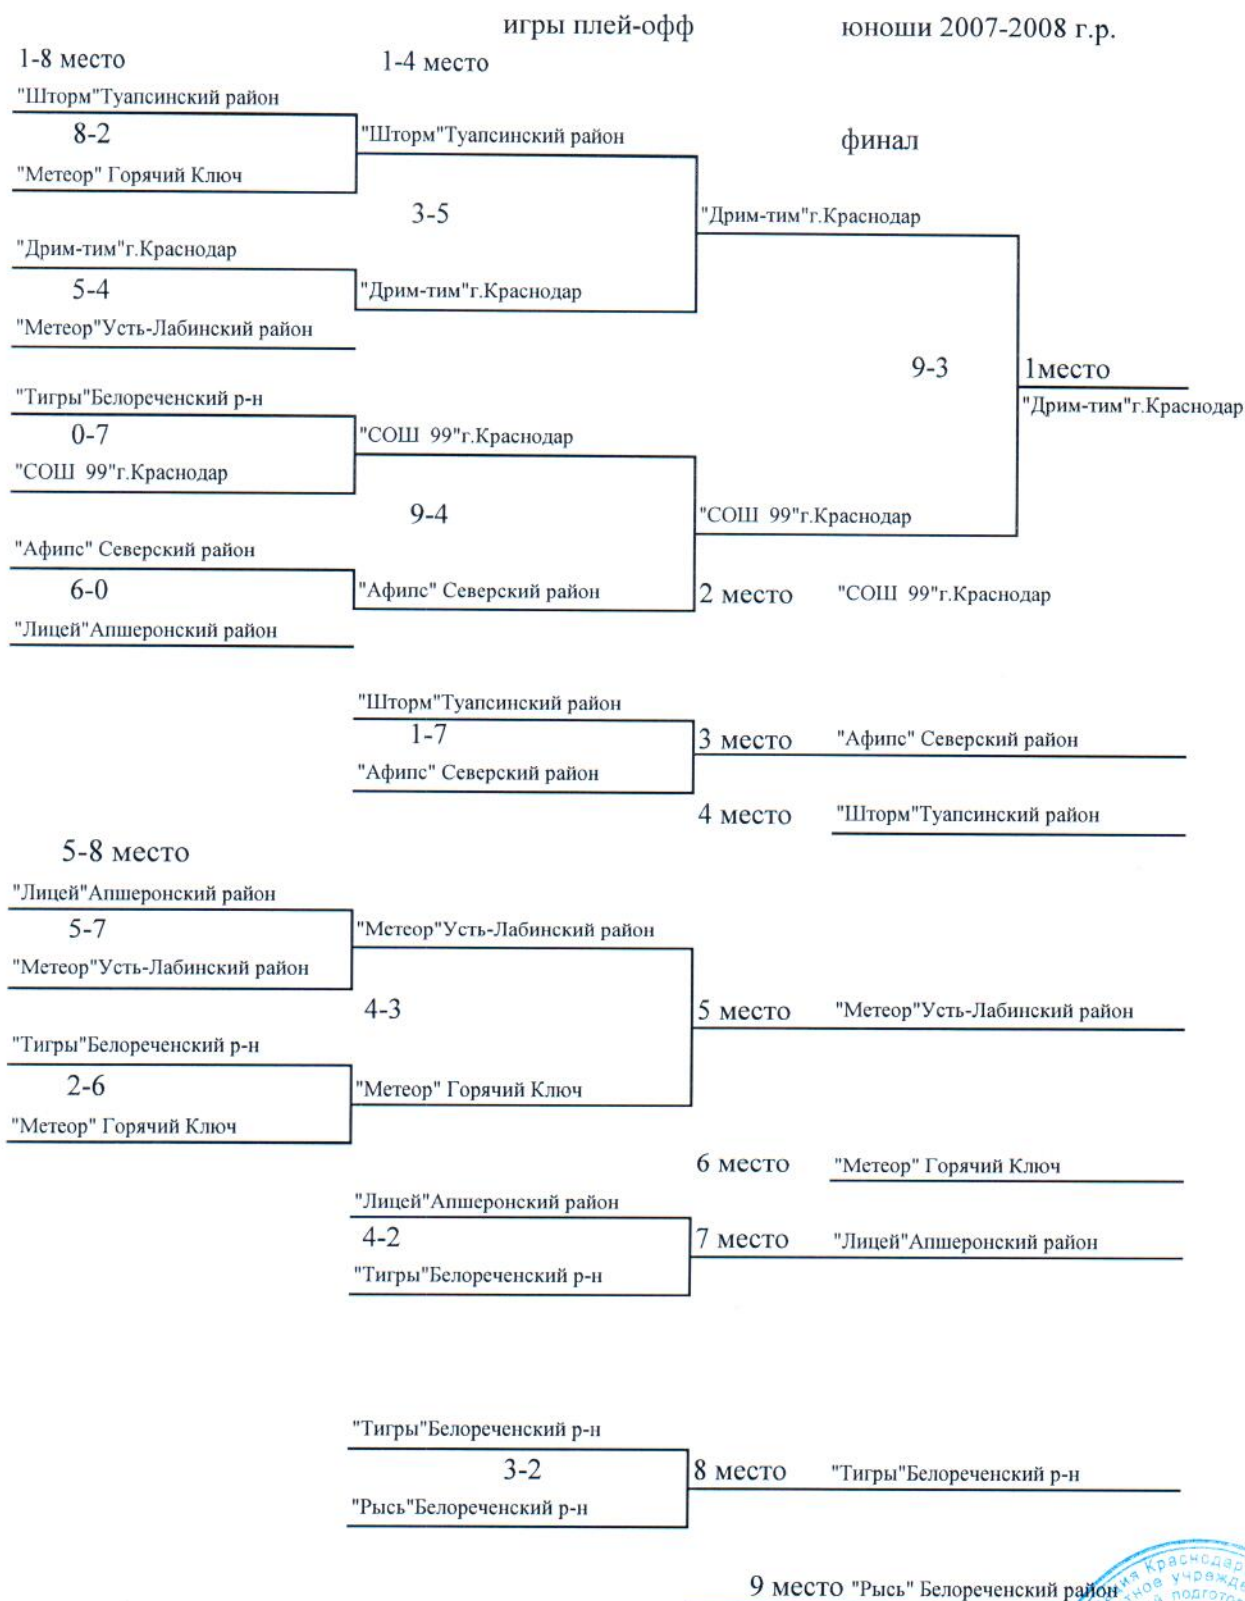 игры плей-офф юноши 2007-2008 г.р.
1-8 место 1-4 место
"Шторм"Туапсинский район
8-2 "Шторм"Туапсинский район финал
"Метеор" Горячий Ключ
3-5 "Дрим-тим"г.Краснодар
"Дрим-тим"г.Краснодар
5-4 "Дрим-тим"г.Краснодар
"Метеор"Усть-Лабинский район
9-3 1место
"Тигры"Белореченский р-н "Дрим-тим"г.Краснодар
0-7 "СОШ 99"г.Краснодар
"СОШ 99"г.Краснодар
9-4 "СОШ 99"г.Краснодар
"Афипс" Северский район
6-0 "Афипс" Северский район 2 место "СОШ 99"г.Краснодар
"Лицей"Апшеронский район
"Шторм"Туапсинский район
1-7 3 место "Афипс" Северский район
"Афипс" Северский район
4 место "Шторм"Туапсинский район
5-8 место
"Лицей"Апшеронский район
5-7 "Метеор"Усть-Лабинский район
"Метеор"Усть-Лабинский район
4-3 5 место "Метеор"Усть-Лабинский район
"Тигры"Белореченский р-н
2-6 "Метеор" Горячий Ключ
"Метеор" Горячий Ключ
6 место "Метеор" Горячий Ключ
"Лицей"Апшеронский район
4-2 7 место "Лицей"Апшеронский район
"Тигры"Белореченский р-н
"Тигры"Белореченский р-н
3-2 8 место "Тигры"Белореченский р-н
"Рысь"Белореченский р-н
9 место "Рысь" Белореченский район